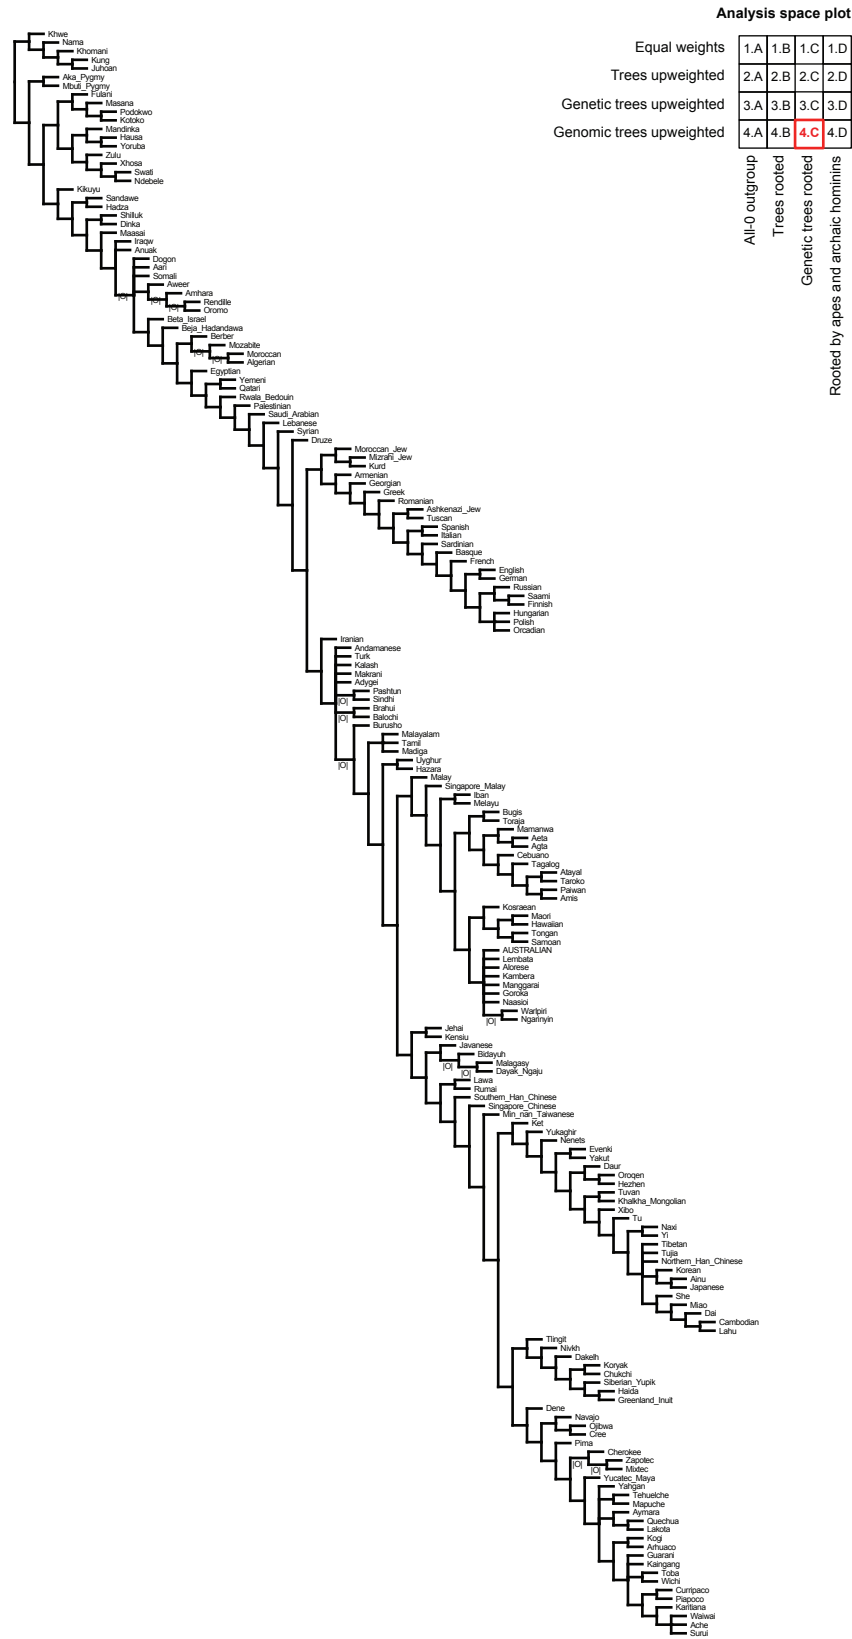 Analysis space plot
Equal weights
1.A 1.B 1.C 1.D
Trees upweighted
2.A 2.B 2.C 2.D
Genetic trees upweighted
3.A 3.B 3.C 3.D
Genomic trees upweighted
4.A 4.B 4.C 4.D
All-0 outgroup
Trees rooted
Genetic trees rooted
Rooted by apes and archaic hominins
Khwe
Nama
Khomani
Kung
Juhoan
Aka_Pygmy
Mbuti_Pygmy
Fulani
Masana
Podokwo
Kotoko
Mandinka
Hausa
Yoruba
Zulu
Xhosa
Swati
Ndebele
Kikuyu
Sandawe
Hadza
Shilluk
Dinka
Maasai
Iraqw
Anuak
Dogon
Aari
Somali
Aweer
Amhara
|O|
|O|
Rendille
|O|
Oromo
Beta_Israel
Beja_Hadandawa
Berber
Mozabite
|O|
Moroccan
|O|
Algerian
Egyptian
Yemeni
Qatari
Rwala_Bedouin
Palestinian
Saudi_Arabian
Lebanese
Syrian
Druze
Moroccan_Jew
Mizrahi_Jew
Kurd
Armenian
Georgian
Greek
Romanian
Ashkenazi_Jew
Tuscan
Spanish
Italian
Sardinian
Basque
French
English
German
Russian
Saami
Finnish
Hungarian
Polish
Orcadian
Iranian
Andamanese
Turk
Kalash
Makrani
Adygei
Pashtun
Sindhi
|O|
Brahui
Balochi
|O|
Burusho
Malayalam
Tamil
Madiga
Uyghur
|O|
Hazara
Malay
Singapore_Malay
Iban
Melayu
Bugis
Toraja
Mamanwa
Aeta
Agta
Cebuano
Tagalog
Atayal
Taroko
Paiwan
Amis
Kosraean
Maori
Hawaiian
Tongan
Samoan
AUSTRALIAN
Lembata
Alorese
Kambera
Manggarai
Goroka
Naasioi
Warlpiri
Ngarinyin
|O|
Jehai
Kensiu
Javanese
Bidayuh
|O|
Malagasy
|O|
Dayak_Ngaju
Lawa
Rumai
Southern_Han_Chinese
Singapore_Chinese
Min_nan_Taiwanese
Ket
Yukaghir
Nenets
Evenki
Yakut
Daur
Oroqen
Hezhen
Tuvan
Khalkha_Mongolian
Xibo
Tu
Naxi
Yi
Tibetan
Tujia
Northern_Han_Chinese
Korean
Ainu
Japanese
She
Miao
Dai
Cambodian
Lahu
Tlingit
Nivkh
Dakelh
Koryak
Chukchi
Siberian_Yupik
Haida
Greenland_Inuit
Dene
Navajo
Ojibwa
Cree
Pima
Cherokee
Zapotec
|O|
Mixtec
|O|
Yucatec_Maya
Yahgan
Tehuelche
Mapuche
Aymara
Quechua
Lakota
Kogi
Arhuaco
Guarani
Kaingang
Toba
Wichi
Curripaco
Piapoco
Karitiana
Waiwai
Ache
Surui